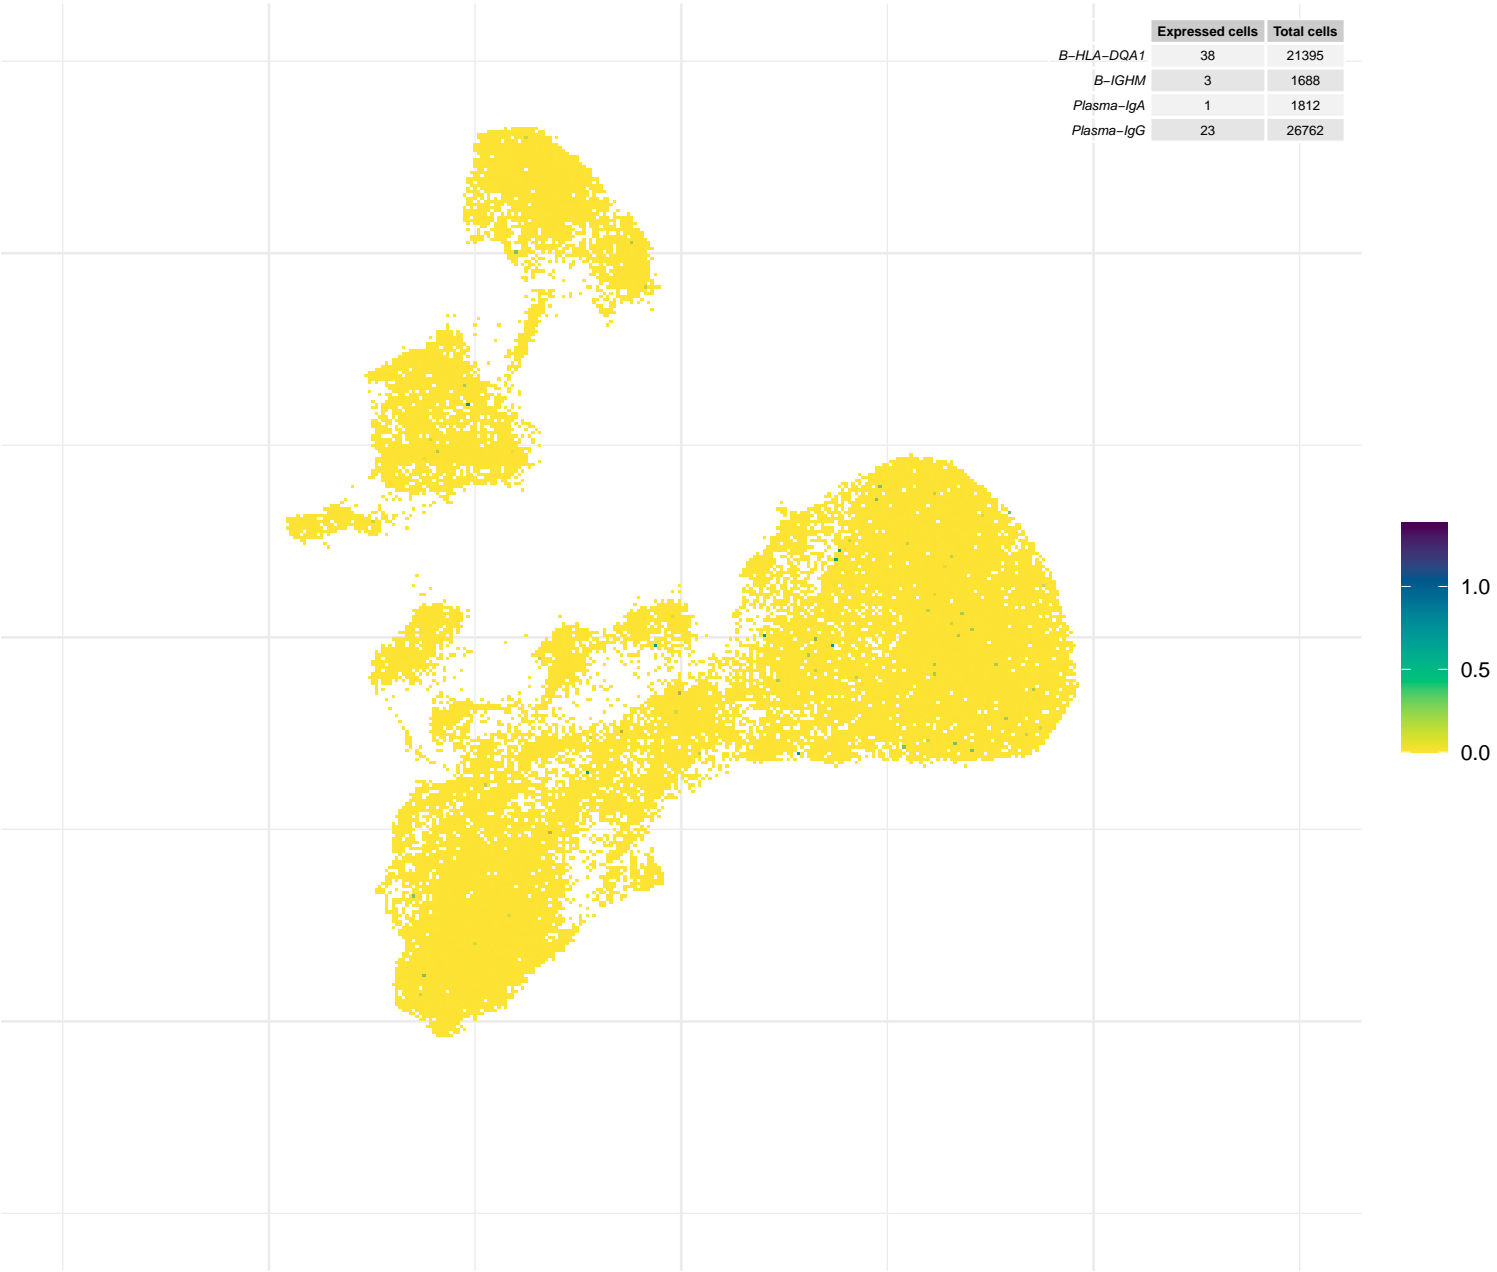 Expressed cells Total cells
B−HLA−DQA1 38 21395
B−IGHM 3 1688
Plasma−IgA 1 1812
Plasma−IgG 23 26762
1.0
0.5
0.0